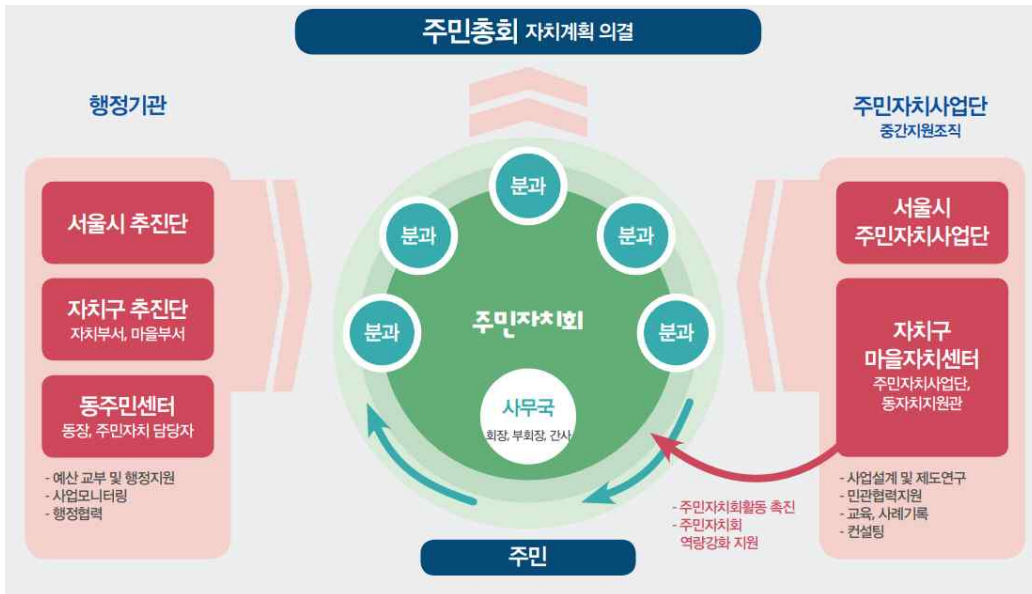 주민총회 자치계획 의결
행정기관
서울시 추진단
자치구 추진단
자치부서, 마을부서
동주민센터
동장, 주민자치 담당자
- 예산 교부 및 행정지원
- 사업모니터링
- 행정협력
분과
분과
분과
분과
분과
주민자치회
사무국
회장, 부회장, 간사
- 주민자치회활동 촉진
- 주민자치회
역량강화 지원
주민
주민자치사업단
중간지원조직
서울시
주민자치사업단
자치구
마을자치센터
주민자치사업단,
동자치지원관
- 사업설계 및 제도연구
- 민관협력지원
- 교육, 사례기록
- 컨설팅